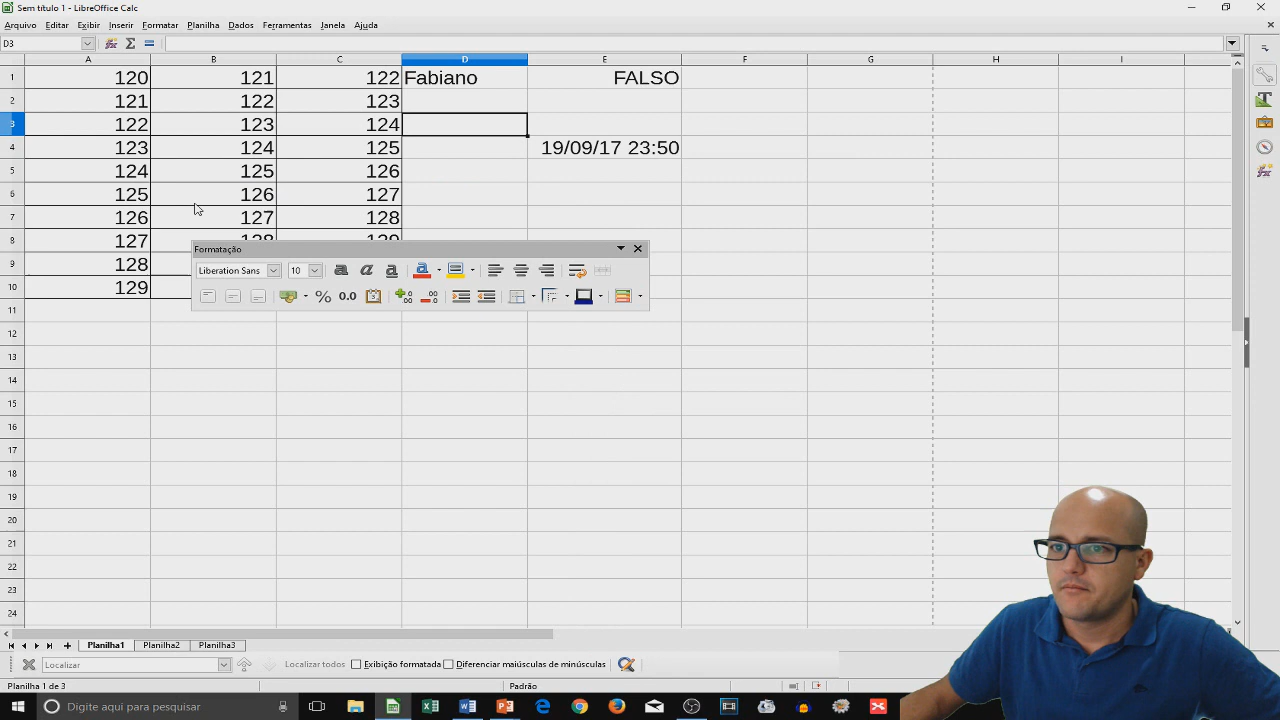 Sem título 1 - LibreOffice Calc
Arquivo Editar Exibir Inserir Formatar Planilha Dados Ferramentas Janela Ajuda
D3
A B C D E F G H I
1 120 121 122 Fabiano FALSO
2 121 122 123
3 122 123 124
4 123 124 125 19/09/17 23:50
5 124 125 126
6 125 126 127
7 126 127 128
8 127 128 129
Formatação
9 128
Liberation Sans 10
10 129
% 0.0
11
12
13
14
15
16
17
18
19
20
21
22
23
24
Planilha1 Planilha2 Planilha3
Localizar Localizar todos Exibição formatada Diferenciar maiúsculas de minúsculas
Planilha 1 de 3 Padrão
Digite aqui para pesquisar